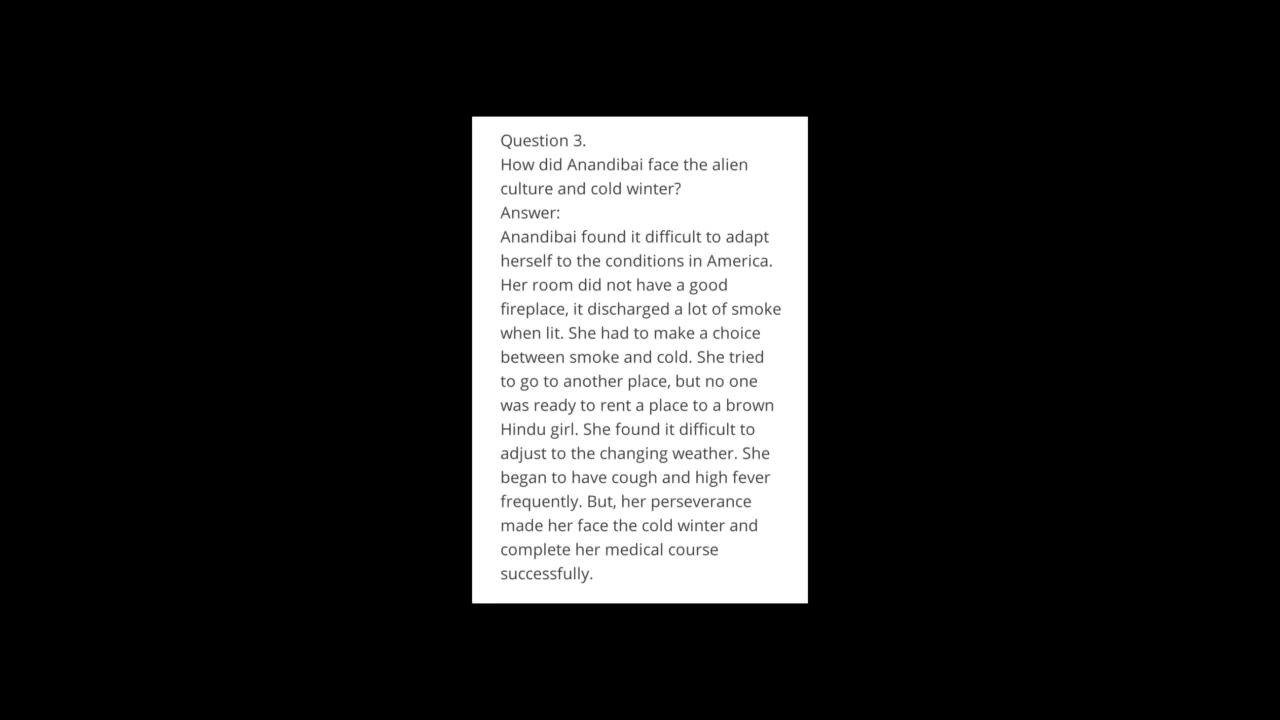 Question 3.
How did Anandibai face the alien
culture and cold winter?
Answer:
Anandibai found it difficult to adapt
herself to the conditions in America.
Her room did not have a good
fireplace, it discharged a lot of smoke
when lit. She had to make a choice
between smoke and cold. She tried
to go to another place, but no one
was ready to rent a place to a brown
Hindu girl. She found it difficult to
adjust to the changing weather. She
began to have cough and high fever
frequently. But, her perseverance
made her face the cold winter and
complete her medical course
successfully.